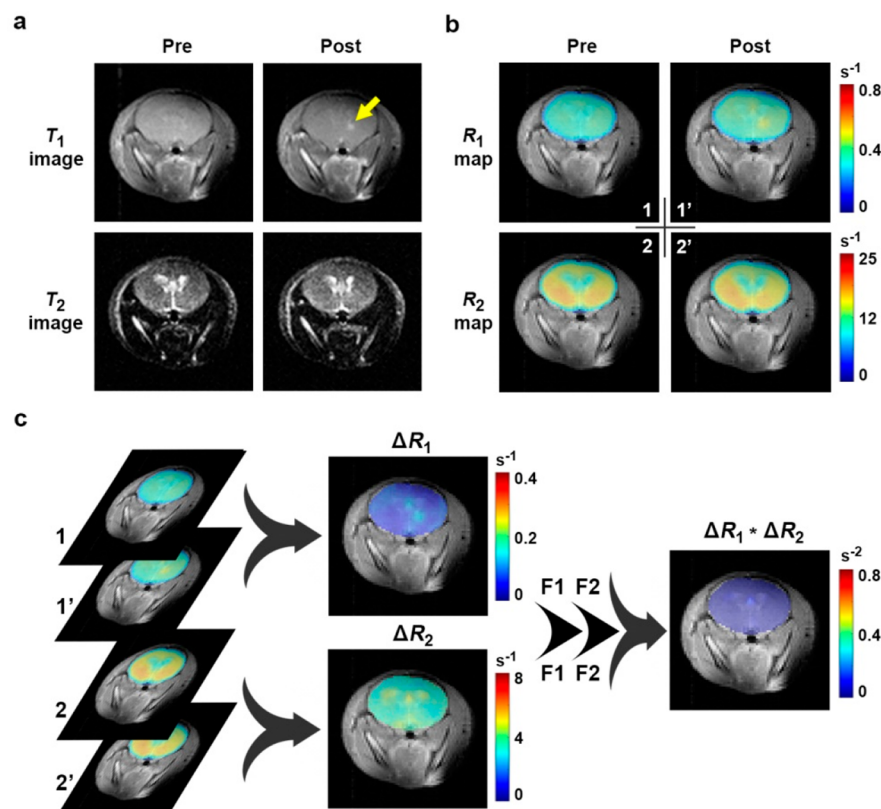 a
Pre Post
T1 image
T2 image
b
Pre Post
R1 map
s-1
0.8
0.4
0
1 1'
2 2'
R2 map
s-1
25
12
0
c
1
1'
2
2'
ΔR1
s-1
0.4
0.2
0
ΔR2
s-1
8
4
0
F1 F2
F1 F2
ΔR1 * ΔR2
s-2
0.8
0.4
0